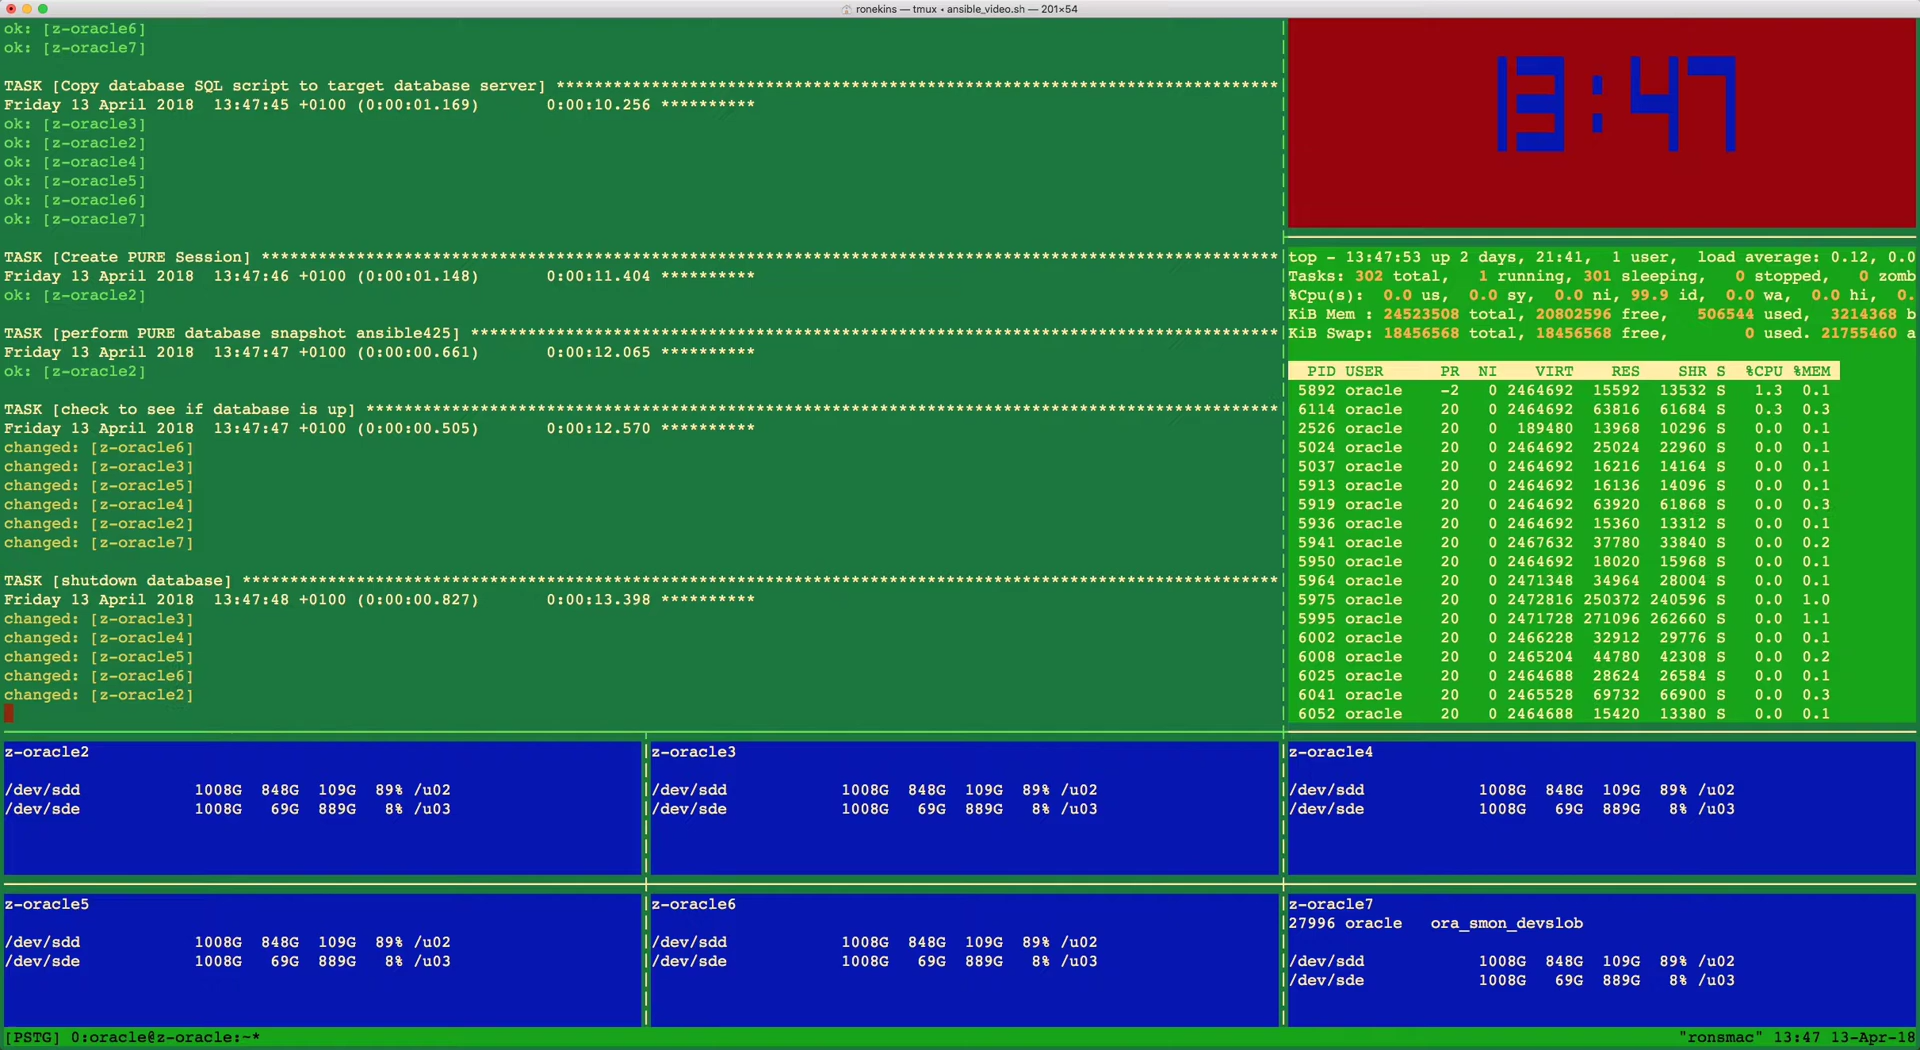 ronekins — tmux • ansible_video.sh — 201×54
ok: [z-oracle6]
ok: [z-oracle7]
TASK [Copy database SQL script to target database server] ****************************************************************************
Friday 13 April 2018  13:47:45 +0100 (0:00:01.169)       0:00:10.256 **********
ok: [z-oracle3]
ok: [z-oracle2]
ok: [z-oracle4]
ok: [z-oracle5]
ok: [z-oracle6]
ok: [z-oracle7]
TASK [Create PURE Session] ***********************************************************************************************************
Friday 13 April 2018  13:47:46 +0100 (0:00:01.148)       0:00:11.404 **********
ok: [z-oracle2]
TASK [perform PURE database snapshot ansible425] *************************************************************************************
Friday 13 April 2018  13:47:47 +0100 (0:00:00.661)       0:00:12.065 **********
ok: [z-oracle2]
TASK [check to see if database is up] ************************************************************************************************
Friday 13 April 2018  13:47:47 +0100 (0:00:00.505)       0:00:12.570 **********
changed: [z-oracle6]
changed: [z-oracle3]
changed: [z-oracle5]
changed: [z-oracle4]
changed: [z-oracle2]
changed: [z-oracle7]
TASK [shutdown database] *************************************************************************************************************
Friday 13 April 2018  13:47:48 +0100 (0:00:00.827)       0:00:13.398 **********
changed: [z-oracle3]
changed: [z-oracle4]
changed: [z-oracle5]
changed: [z-oracle6]
changed: [z-oracle2]
13:47
top - 13:47:53 up 2 days, 21:41,  1 user,  load average: 0.12, 0.0
Tasks: 302 total,   1 running, 301 sleeping,   0 stopped,   0 zomb
%Cpu(s):  0.0 us,  0.0 sy,  0.0 ni, 99.9 id,  0.0 wa,  0.0 hi,  0.
KiB Mem : 24523508 total, 20802596 free,   506544 used,  3214368 b
KiB Swap: 18456568 total, 18456568 free,        0 used. 21755460 a
PID USER      PR  NI    VIRT    RES    SHR S  %CPU %MEM
5892 oracle    -2   0 2464692  15592  13532 S   1.3  0.1
6114 oracle    20   0 2464692  63816  61684 S   0.3  0.3
2526 oracle    20   0  189480  13968  10296 S   0.0  0.1
5024 oracle    20   0 2464692  25024  22960 S   0.0  0.1
5037 oracle    20   0 2464692  16216  14164 S   0.0  0.1
5913 oracle    20   0 2464692  16136  14096 S   0.0  0.1
5919 oracle    20   0 2464692  63920  61868 S   0.0  0.3
5936 oracle    20   0 2464692  15360  13312 S   0.0  0.1
5941 oracle    20   0 2467632  37780  33840 S   0.0  0.2
5950 oracle    20   0 2464692  18020  15968 S   0.0  0.1
5964 oracle    20   0 2471348  34964  28004 S   0.0  0.1
5975 oracle    20   0 2472816 250372 240596 S   0.0  1.0
5995 oracle    20   0 2471728 271096 262660 S   0.0  1.1
6002 oracle    20   0 2466228  32912  29776 S   0.0  0.1
6008 oracle    20   0 2465204  44780  42308 S   0.0  0.2
6025 oracle    20   0 2464688  28624  26584 S   0.0  0.1
6041 oracle    20   0 2465528  69732  66900 S   0.0  0.3
6052 oracle    20   0 2464688  15420  13380 S   0.0  0.1
z-oracle2
/dev/sdd            1008G  848G  109G  89% /u02
/dev/sde            1008G   69G  889G   8% /u03
z-oracle3
/dev/sdd            1008G  848G  109G  89% /u02
/dev/sde            1008G   69G  889G   8% /u03
z-oracle4
/dev/sdd            1008G  848G  109G  89% /u02
/dev/sde            1008G   69G  889G   8% /u03
z-oracle5
/dev/sdd            1008G  848G  109G  89% /u02
/dev/sde            1008G   69G  889G   8% /u03
z-oracle6
/dev/sdd            1008G  848G  109G  89% /u02
/dev/sde            1008G   69G  889G   8% /u03
z-oracle7
27996 oracle   ora_smon_devslob
/dev/sdd            1008G  848G  109G  89% /u02
/dev/sde            1008G   69G  889G   8% /u03
[PSTG] 0:oracle@z-oracle:~*
"ronsmac" 13:47 13-Apr-18